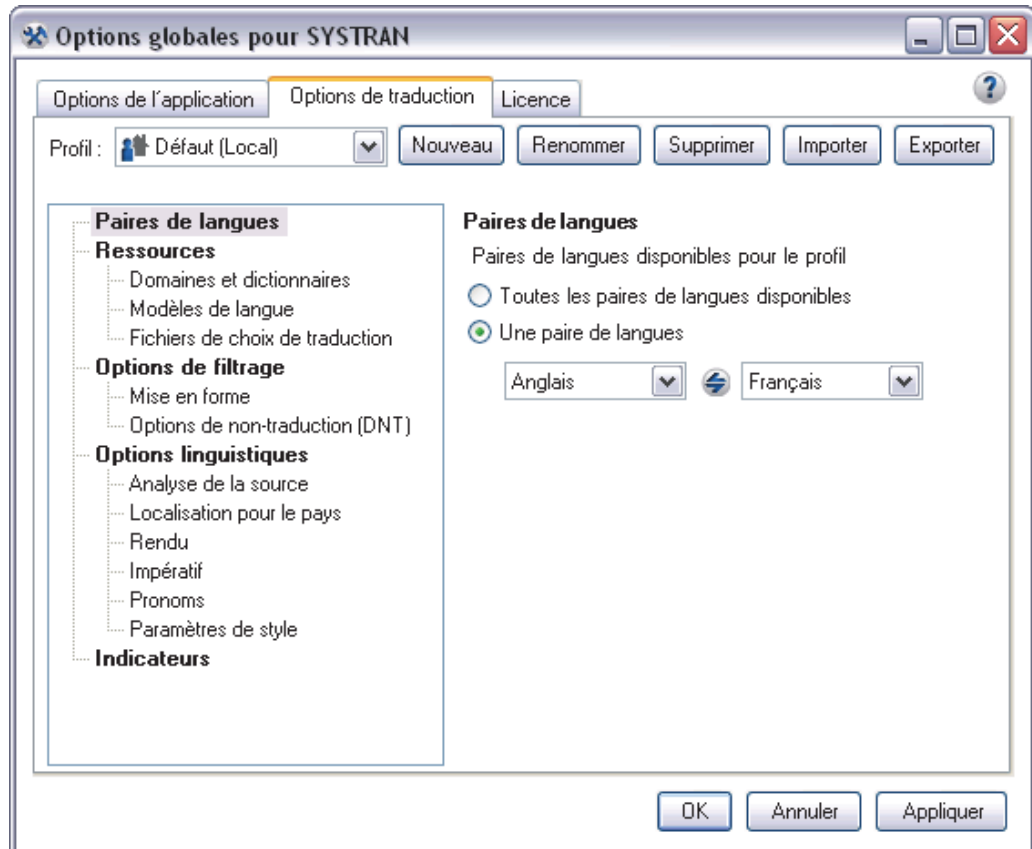 Options globales pour SYSTRAN
Options de l'application Options de traduction Licence
Profil : Défaut (Local) Nouveau Renommer Supprimer Importer Exporter
Paires de langues
Ressources
Domaines et dictionnaires
Modèles de langue
Fichiers de choix de traduction
Options de filtrage
Mise en forme
Options de non-traduction (DNT)
Options linguistiques
Analyse de la source
Localisation pour le pays
Rendu
Impératif
Pronoms
Paramètres de style
Indicateurs
Paires de langues
Paires de langues disponibles pour le profil
Toutes les paires de langues disponibles
Une paire de langues
Anglais Français
OK Annuler Appliquer